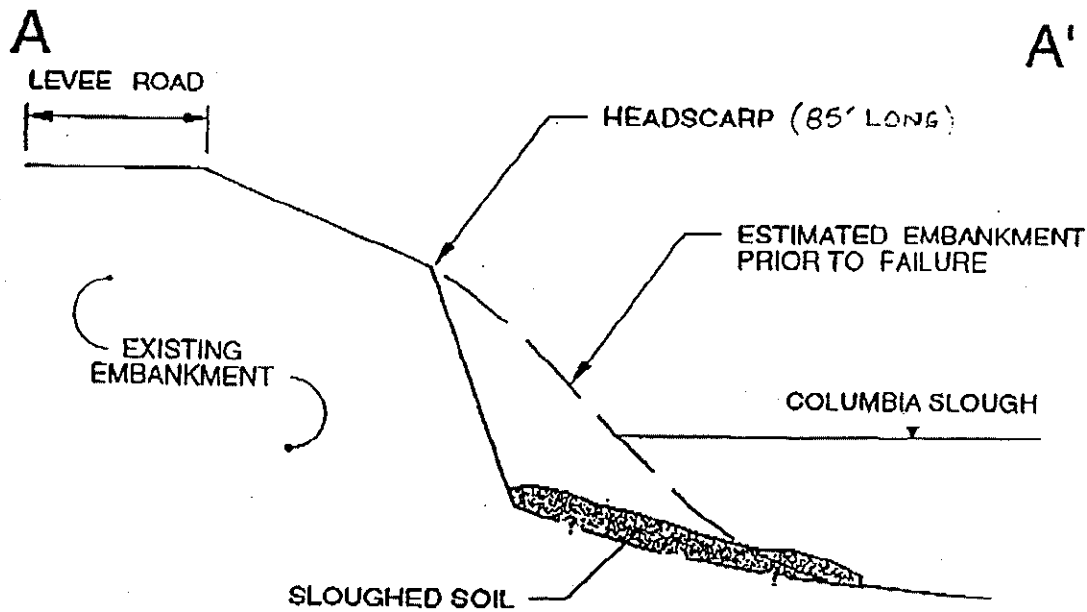 A
A'
LEVEE ROAD
HEADSCARP (85' LONG)
ESTIMATED EMBANKMENT
PRIOR TO FAILURE
EXISTING
EMBANKMENT
COLUMBIA SLOUGH
?
?
SLOUGHED SOIL